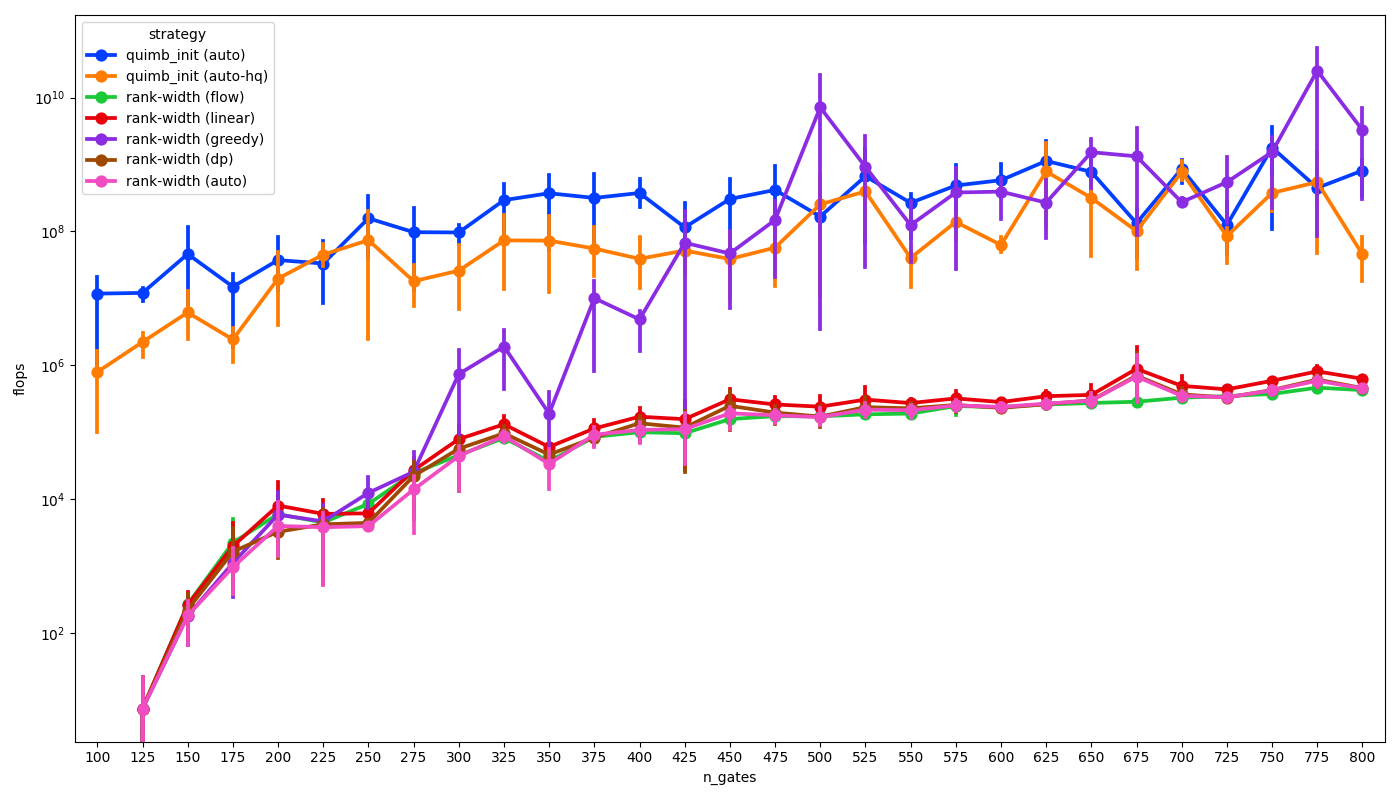 strategy
quimb_init (auto)
quimb_init (auto-hq)
rank-width (flow)
rank-width (linear)
rank-width (greedy)
rank-width (dp)
rank-width (auto)
flops
10^10
10^8
10^6
10^4
10^2
100 125 150 175 200 225 250 275 300 325 350 375 400 425 450 475 500 525 550 575 600 625 650 675 700 725 750 775 800
n_gates